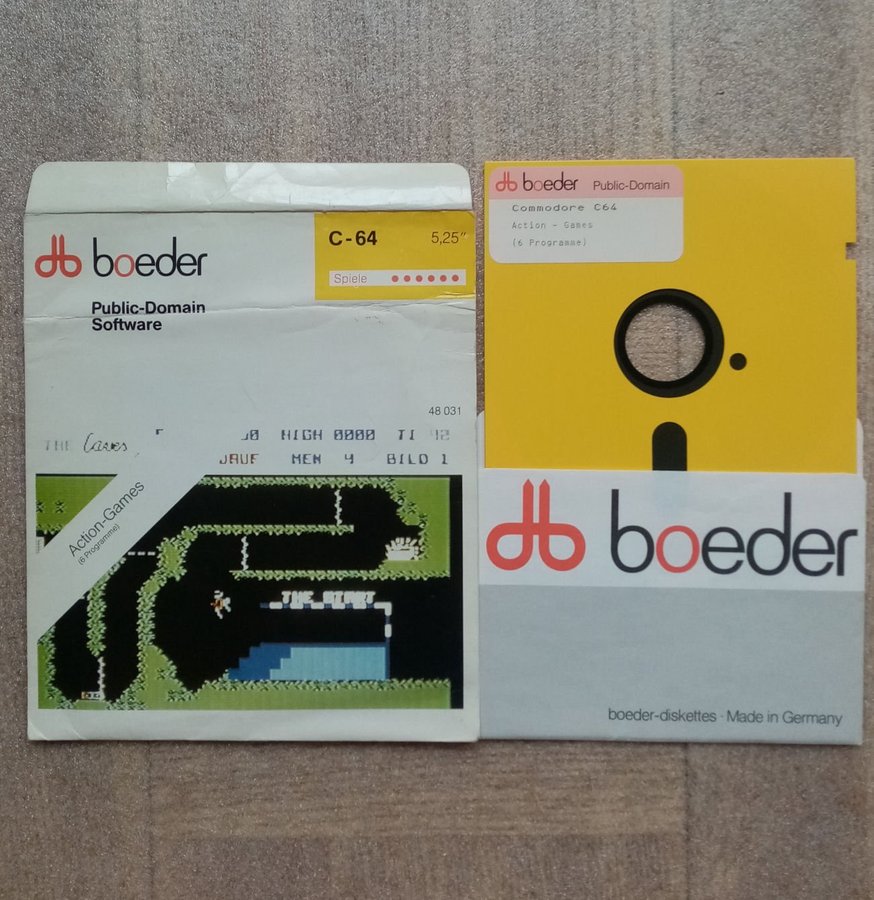 boeder
Public-Domain
Software
C-64 5,25"
Spiele
48 031
THE Caves
HIGH 0000 TI
MEN 4 BILD 1
Action-Games
(6 Programme)
THE START
boeder Public-Domain
Commodore C64
Action - Games
(6 Programme)
boeder
boeder-diskettes · Made in Germany